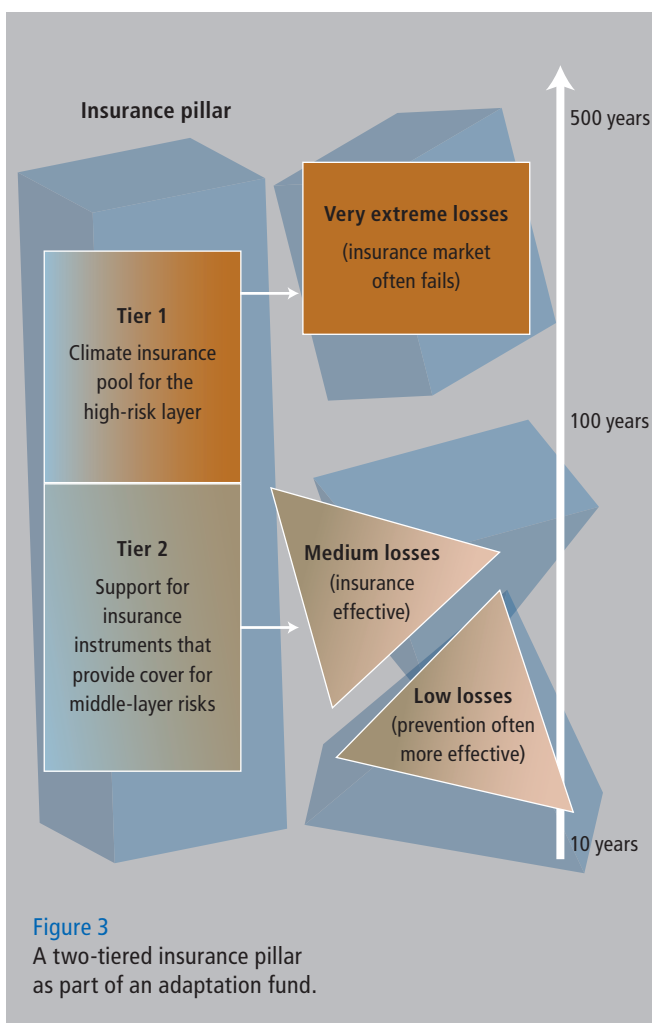 Insurance pillar
500 years
Very extreme losses
(insurance market
often fails)
Tier 1
Climate insurance
pool for the
high-risk layer
100 years
Tier 2
Support for
insurance
instruments that
provide cover for
middle-layer risks
Medium losses
(insurance
effective)
Low losses
(prevention often
more effective)
10 years
Figure 3
A two-tiered insurance pillar
as part of an adaptation fund.